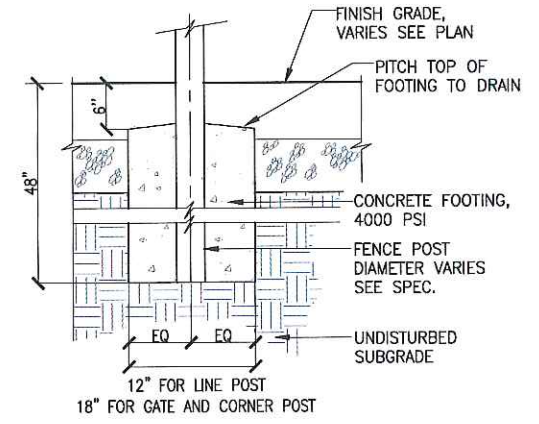 FINISH GRADE,
VARIES SEE PLAN
PITCH TOP OF
FOOTING TO DRAIN
6"
48"
CONCRETE FOOTING,
4000 PSI
FENCE POST
DIAMETER VARIES
SEE SPEC.
EQ EQ
UNDISTURBED
SUBGRADE
12" FOR LINE POST
18" FOR GATE AND CORNER POST